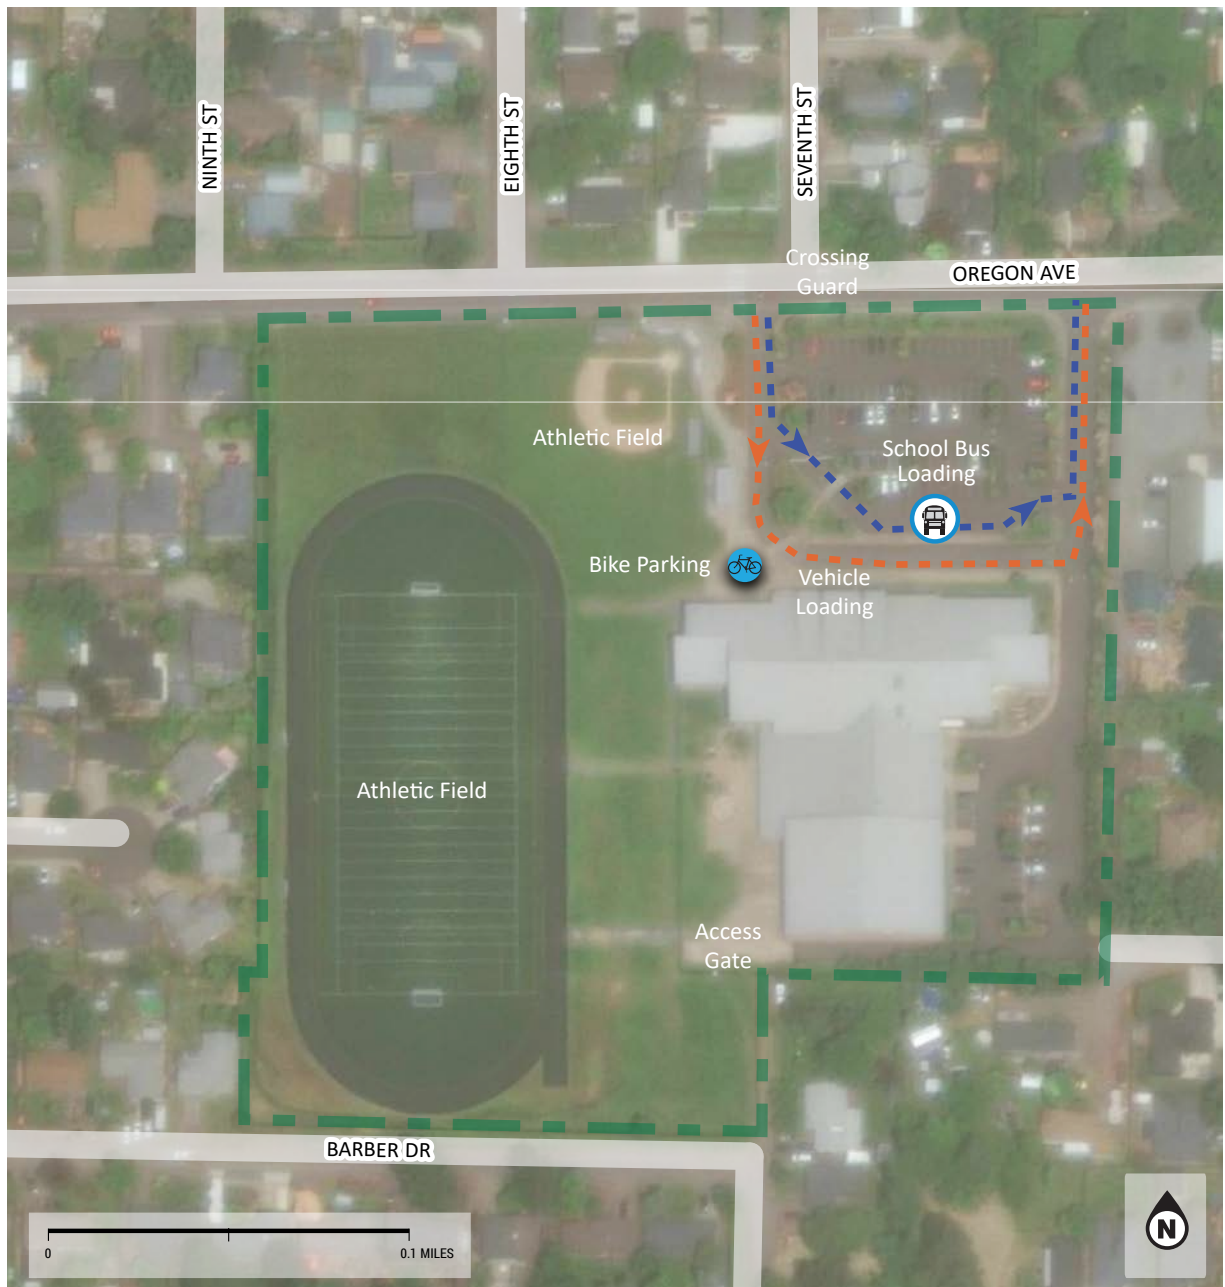 NINTH ST
EIGHTH ST
SEVENTH ST
Crossing
Guard
OREGON AVE
Athletic Field
School Bus
Loading
Bike Parking
Vehicle
Loading
Athletic Field
Access
Gate
BARBER DR
0
0.1 MILES
N